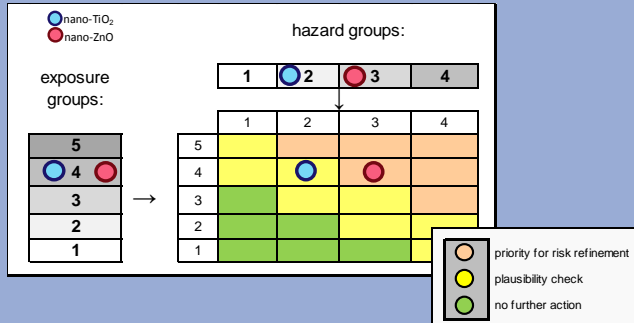 nano-TiO₂
nano-ZnO
hazard groups:
1 2 3 4
exposure
groups:
5
4
3
2
1
1 2 3 4
5
4
3
2
1
priority for risk refinement
plausibility check
no further action